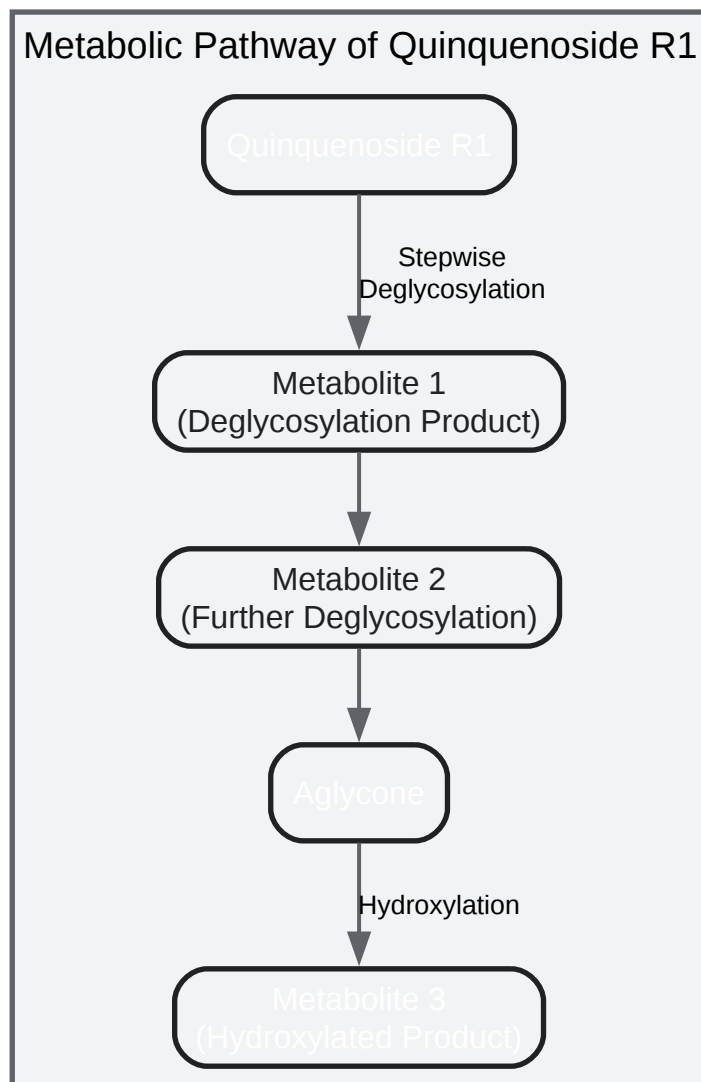 Metabolic Pathway of Quinquenoside R1
Quinquenoside R1
Stepwise
Deglycosylation
Metabolite 1
(Deglycosylation Product)
Metabolite 2
(Further Deglycosylation)
Aglycone
Hydroxylation
Metabolite 3
(Hydroxylated Product)